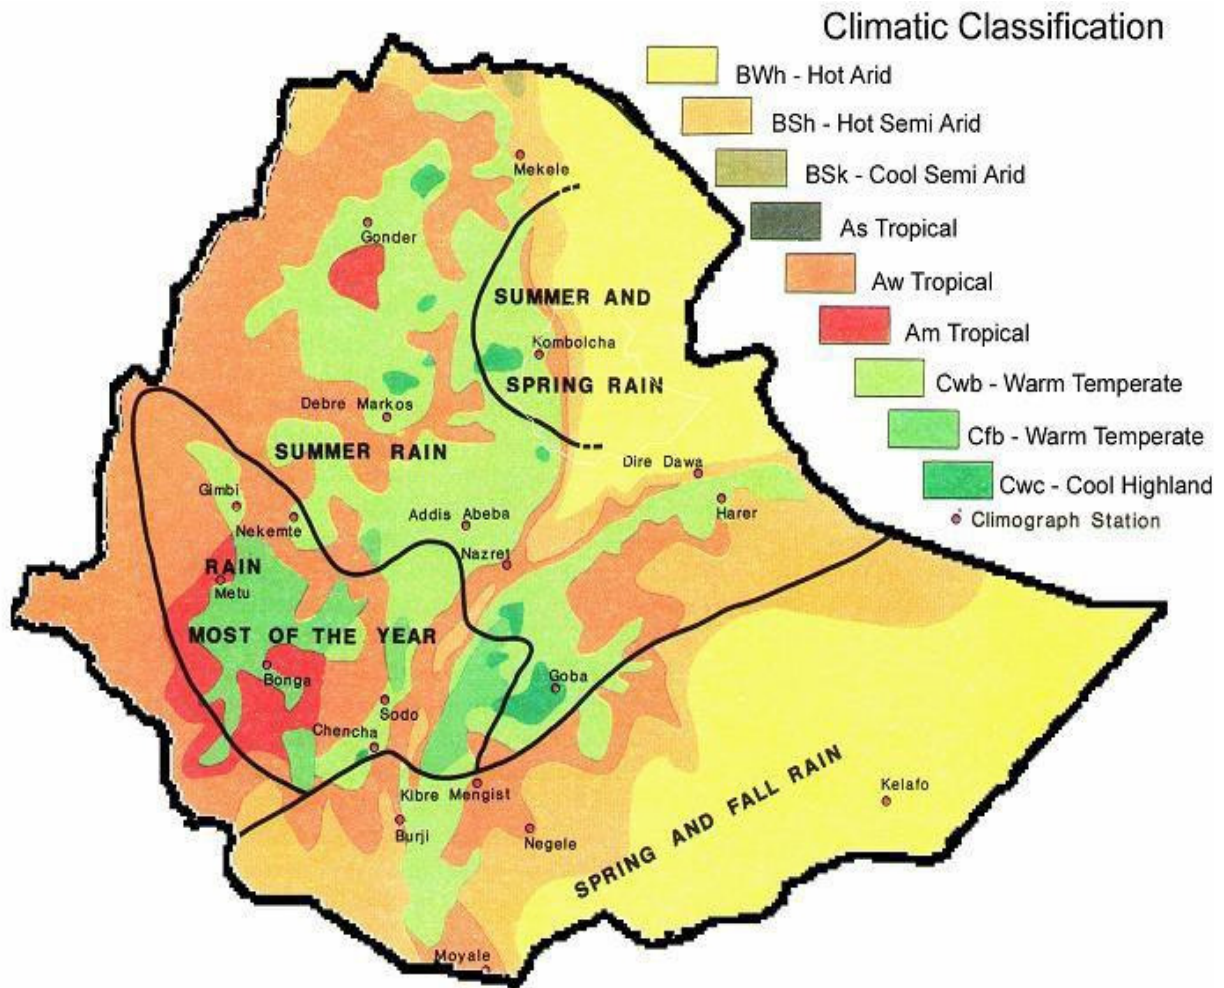 Climatic Classification
BWh - Hot Arid
BSh - Hot Semi Arid
BSk - Cool Semi Arid
As Tropical
Aw Tropical
Am Tropical
Cwb - Warm Temperate
Cfb - Warm Temperate
Cwc - Cool Highland
Climograph Station
Mekele
Gonder
SUMMER AND
Kombolcha
SPRING RAIN
Debre Markos
SUMMER RAIN
Dire Dawa
Gimbi
Harer
Addis Abeba
Nekemte
Nazret
RAIN
Metu
MOST OF THE YEAR
Bonga
Goba
Sodo
Chencha
Kibre Mengist
Kelafo
Burji
Negele
SPRING AND FALL RAIN
Moyale